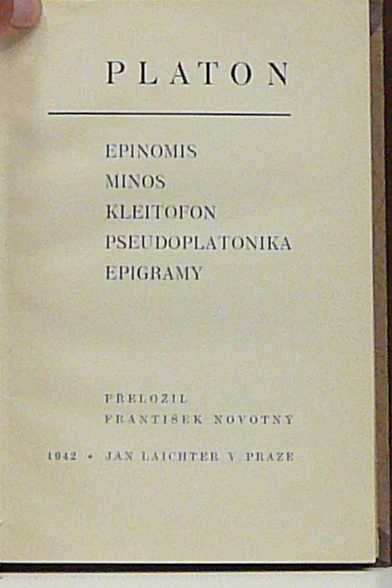 PLATON
EPINOMIS
MINOS
KLEITOFON
PSEUDOPLATONIKA
EPIGRAMY
PŘELOŽIL
FRANTIŠEK NOVOTNÝ
1942 • JAN LAICHTER V PRAZE